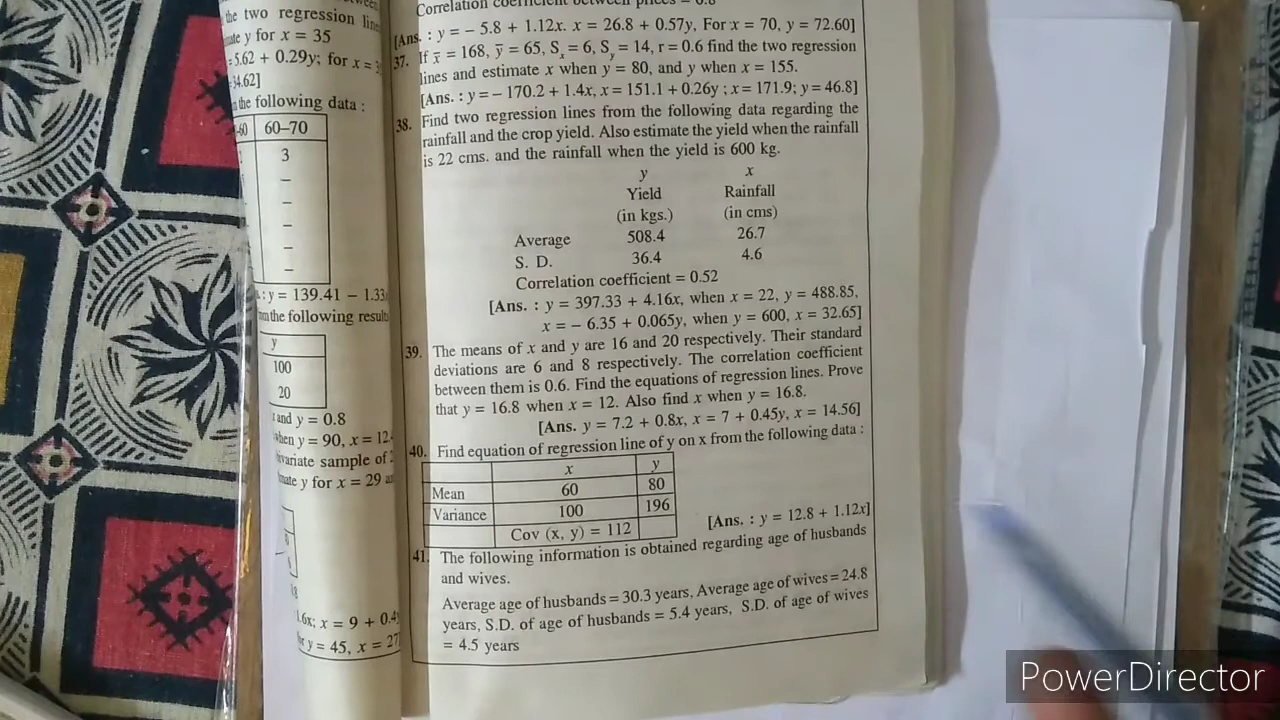 the two regression
y for x = 35
= 5.62 + 0.29y; for x =
the following data :
60–70
3
–
–
–
–
–
: y = 139.41 − 1.33
the following
y
100
20
and y = 0.8
when y = 90, x = 12
sample of
y for x = 29
x = 9 + 0.4
y = 45, x = 27
Correlation coefficient between prices = 0.8
[Ans. : y = − 5.8 + 1.12x. x = 26.8 + 0.57y, For x = 70, y = 72.60]
37. If x̅ = 168, y̅ = 65, Sx = 6, Sy = 14, r = 0.6 find the two regression
lines and estimate x when y = 80, and y when x = 155.
[Ans. : y = − 170.2 + 1.4x, x = 151.1 + 0.26y ; x = 171.9; y = 46.8]
38. Find two regression lines from the following data regarding the
rainfall and the crop yield. Also estimate the yield when the rainfall
is 22 cms. and the rainfall when the yield is 600 kg.
y x
Yield Rainfall
(in kgs.) (in cms)
Average 508.4 26.7
S. D. 36.4 4.6
Correlation coefficient = 0.52
[Ans. : y = 397.33 + 4.16x, when x = 22, y = 488.85,
x = − 6.35 + 0.065y, when y = 600, x = 32.65]
39. The means of x and y are 16 and 20 respectively. Their standard
deviations are 6 and 8 respectively. The correlation coefficient
between them is 0.6. Find the equations of regression lines. Prove
that y = 16.8 when x = 12. Also find x when y = 16.8.
[Ans. y = 7.2 + 0.8x, x = 7 + 0.45y, x = 14.56]
40. Find equation of regression line of y on x from the following data :
x y
Mean 60 80
Variance 100 196
Cov (x, y) = 112
[Ans. : y = 12.8 + 1.12x]
41. The following information is obtained regarding age of husbands
and wives.
Average age of husbands = 30.3 years, Average age of wives = 24.8
years, S.D. of age of husbands = 5.4 years, S.D. of age of wives
= 4.5 years
PowerDirector